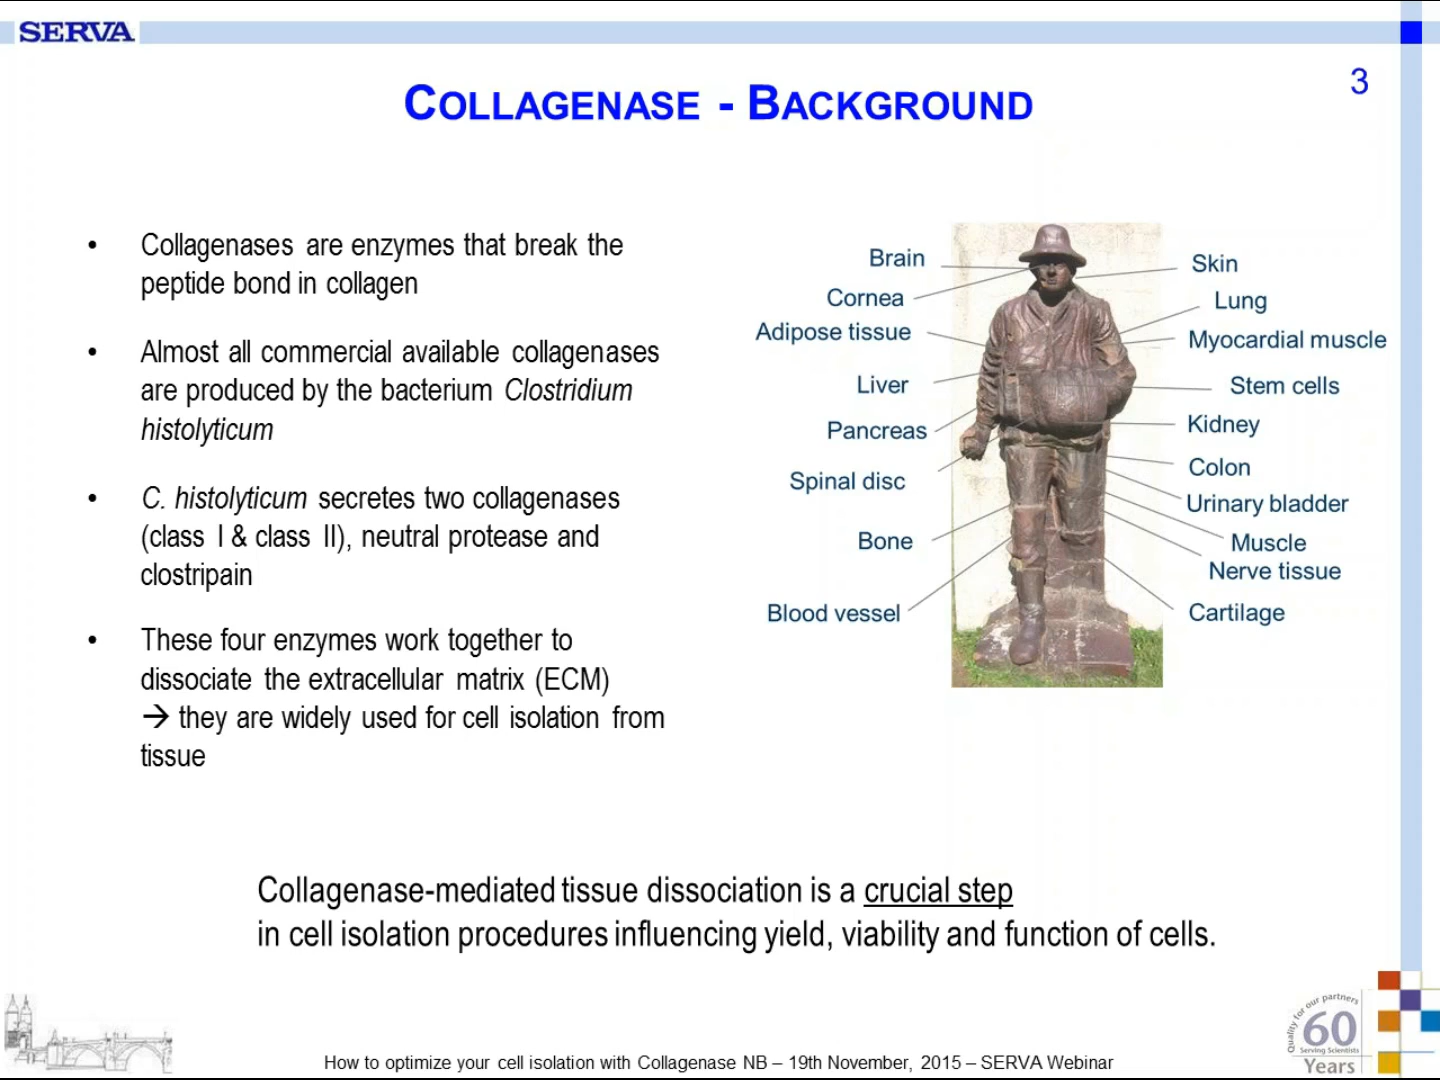 SERVA
3
COLLAGENASE - BACKGROUND
• Collagenases are enzymes that break the
peptide bond in collagen
• Almost all commercial available collagenases
are produced by the bacterium Clostridium
histolyticum
• C. histolyticum secretes two collagenases
(class I & class II), neutral protease and
clostripain
• These four enzymes work together to
dissociate the extracellular matrix (ECM)
→ they are widely used for cell isolation from
tissue
Brain
Cornea
Adipose tissue
Liver
Pancreas
Spinal disc
Bone
Blood vessel
Skin
Lung
Myocardial muscle
Stem cells
Kidney
Colon
Urinary bladder
Muscle
Nerve tissue
Cartilage
Collagenase-mediated tissue dissociation is a crucial step
in cell isolation procedures influencing yield, viability and function of cells.
How to optimize your cell isolation with Collagenase NB – 19th November, 2015 – SERVA Webinar
Quality for our partners
60
Serving Scientists
Years